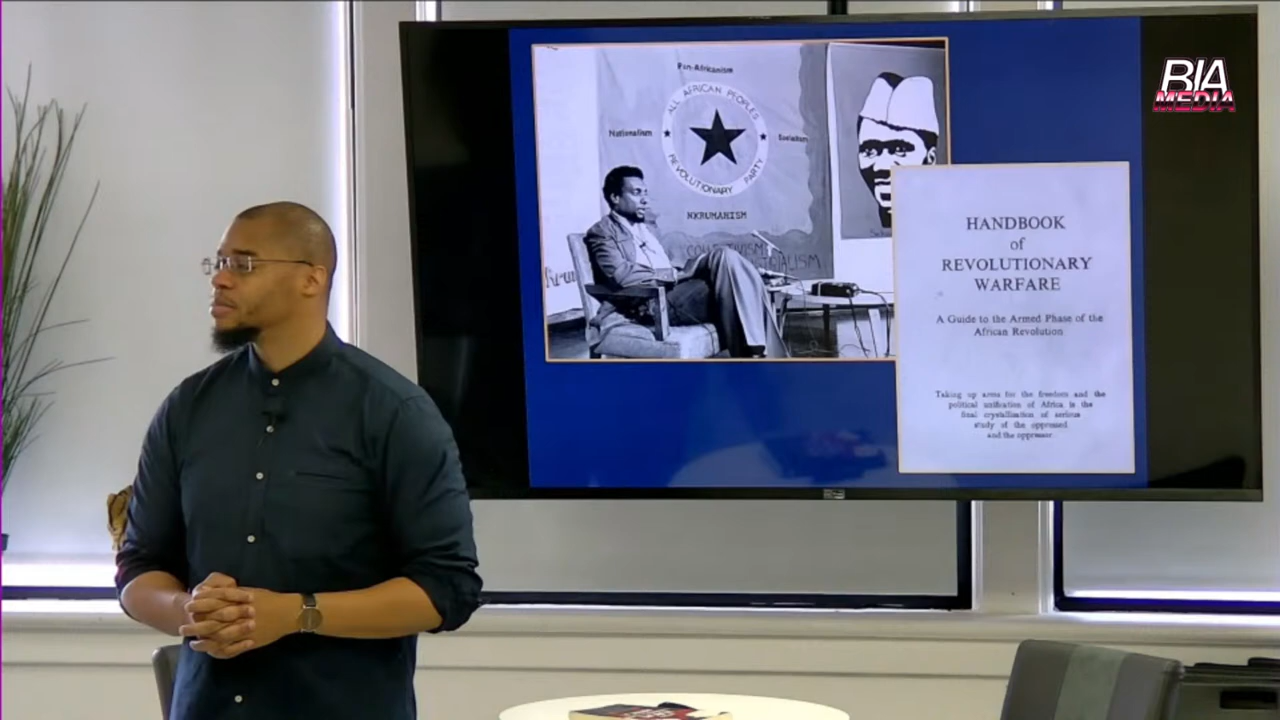 BIA
MEDIA
Pan-Africanism
ALL AFRICAN PEOPLES
Nationalism
Socialism
REVOLUTIONARY PARTY
NKRUMAHISM
HANDBOOK
of
REVOLUTIONARY
WARFARE
A Guide to the Armed Phase of the
African Revolution
Taking up arms for the freedom and the
political unification of Africa is the
final crystallisation of serious
study of the oppressed
and the oppressor.